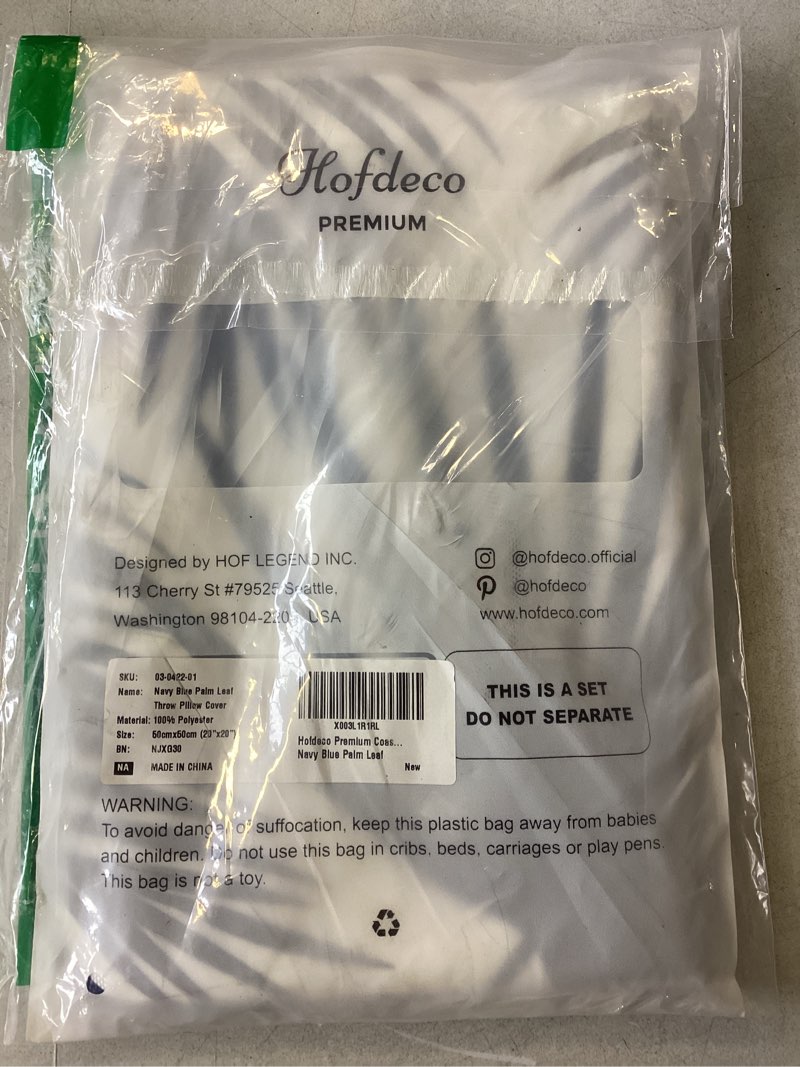 Hofdeco
PREMIUM
Designed by HOF LEGEND INC.
113 Cherry St #79525 Seattle,
Washington USA
@hofdeco.official
@hofdeco
www.hofdeco.com
SKU: 03-0422-01
Name: Navy Blue Palm Leaf
Throw Pillow Cover
Material: 100% Polyester
Size: 50cmx50cm (20"x20")
BN: NJXG30
NA MADE IN CHINA
X003L1R1RL
Hofdeco Premium Coas...
Navy Blue Palm Leaf
New
THIS IS A SET
DO NOT SEPARATE
WARNING:
To avoid danger of suffocation, keep this plastic bag away from babies
and children. Do not use this bag in cribs, beds, carriages or play pens.
This bag is not a toy.